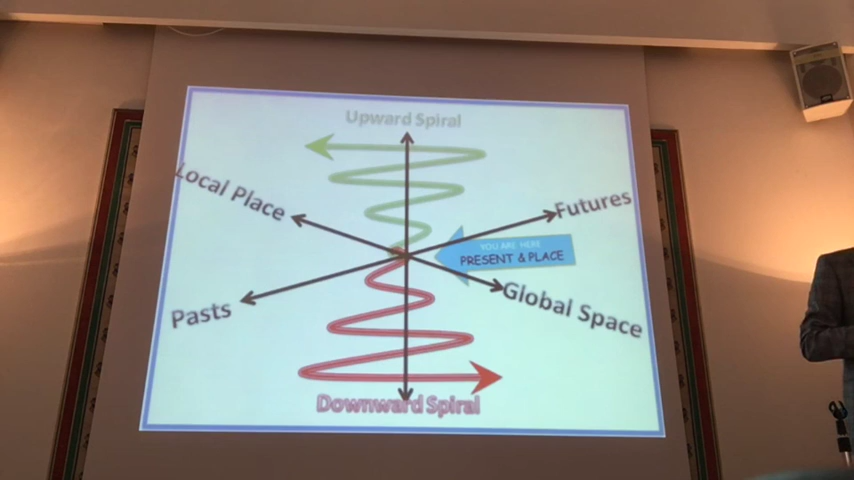 Upward Spiral
Local Place
Futures
YOU ARE HERE
PRESENT & PLACE
Pasts
Global Space
Downward Spiral